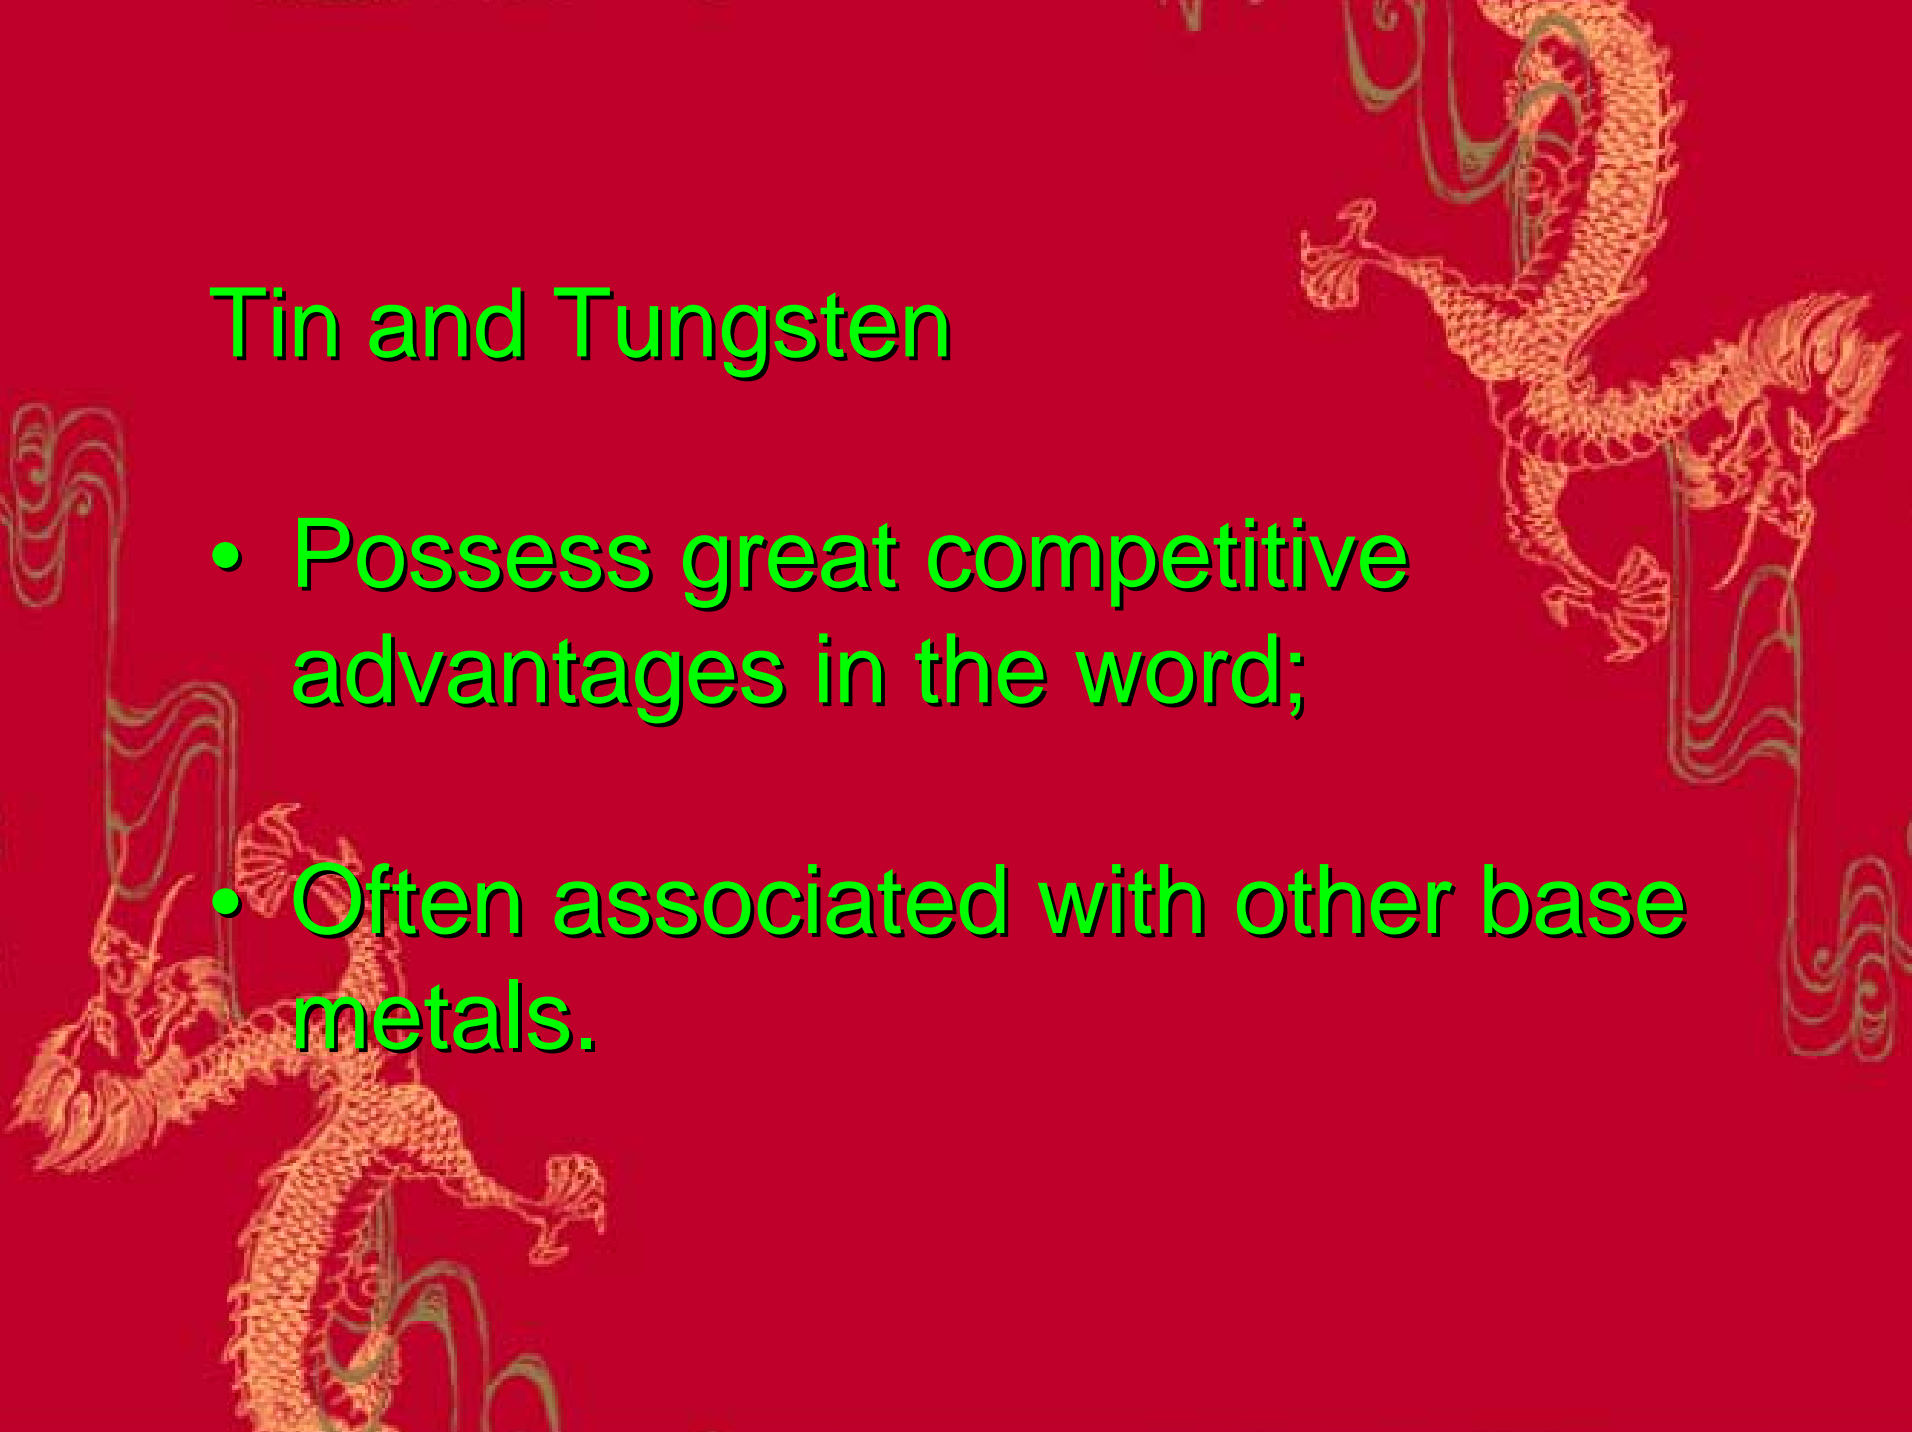 Tin and Tungsten
• Possess great competitive
advantages in the word;
• Often associated with other base
metals.